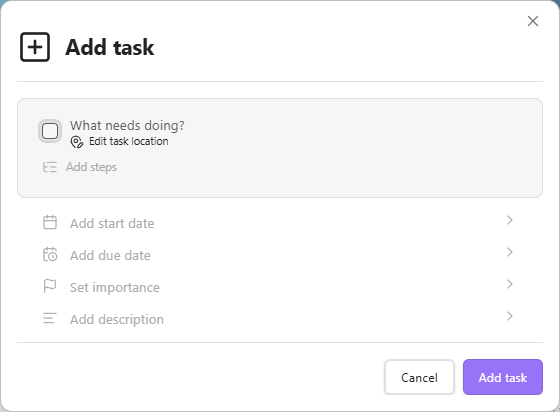 Add task
What needs doing?
Edit task location
Add steps
Add start date
Add due date
Set importance
Add description
Cancel
Add task